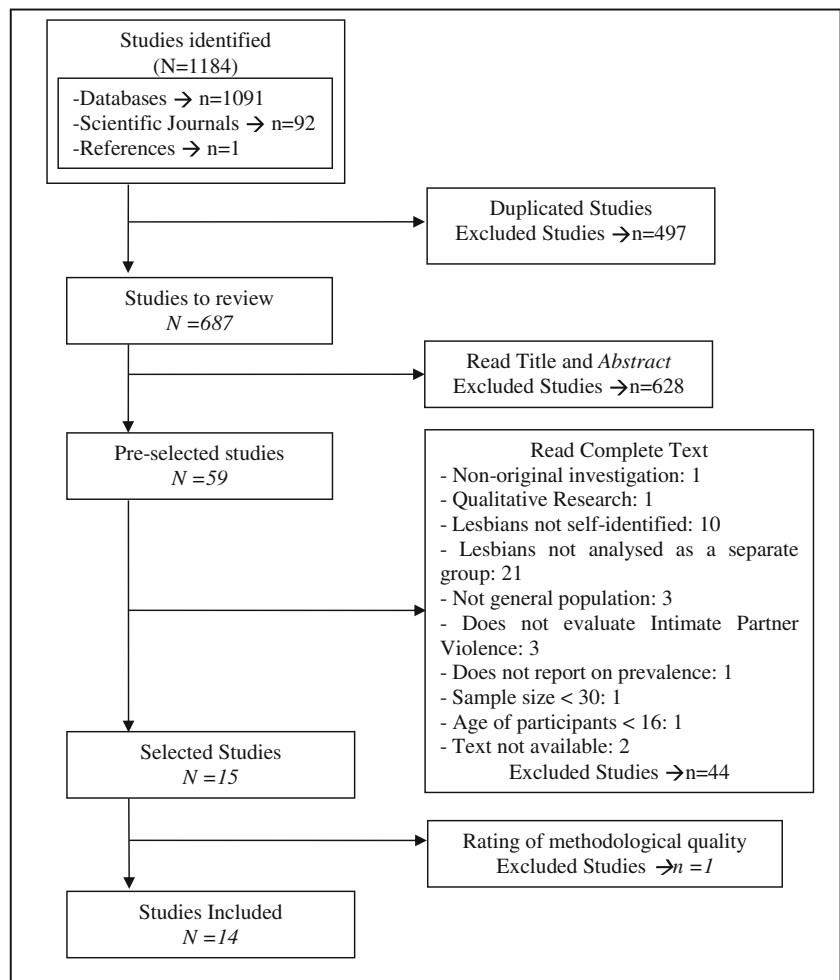 Studies identified
(N=1184)
-Databases → n=1091
-Scientific Journals → n=92
-References → n=1
Duplicated Studies
Excluded Studies →n=497
Studies to review
N =687
Read Title and Abstract
Excluded Studies →n=628
Pre-selected studies
N =59
Read Complete Text
- Non-original investigation: 1
- Qualitative Research: 1
- Lesbians not self-identified: 10
- Lesbians not analysed as a separate
group: 21
- Not general population: 3
- Does not evaluate Intimate Partner
Violence: 3
- Does not report on prevalence: 1
- Sample size < 30: 1
- Age of participants < 16: 1
- Text not available: 2
Excluded Studies →n=44
Selected Studies
N =15
Rating of methodological quality
Excluded Studies →n =1
Studies Included
N =14